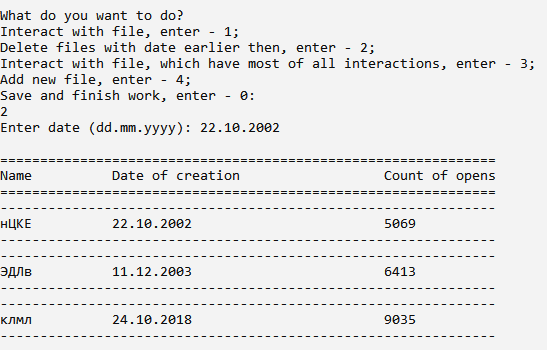 What do you want to do?
Interact with file, enter - 1;
Delete files with date earlier then, enter - 2;
Interact with file, which have most of all interactions, enter - 3;
Add new file, enter - 4;
Save and finish work, enter - 0:
2
Enter date (dd.mm.yyyy): 22.10.2002
==============================================================
Name          Date of creation                  Count of opens
==============================================================
--------------------------------------------------------------
нЦКЕ          22.10.2002                        5069
--------------------------------------------------------------
--------------------------------------------------------------
ЭДЛв          11.12.2003                        6413
--------------------------------------------------------------
--------------------------------------------------------------
клмл          24.10.2018                        9035
--------------------------------------------------------------